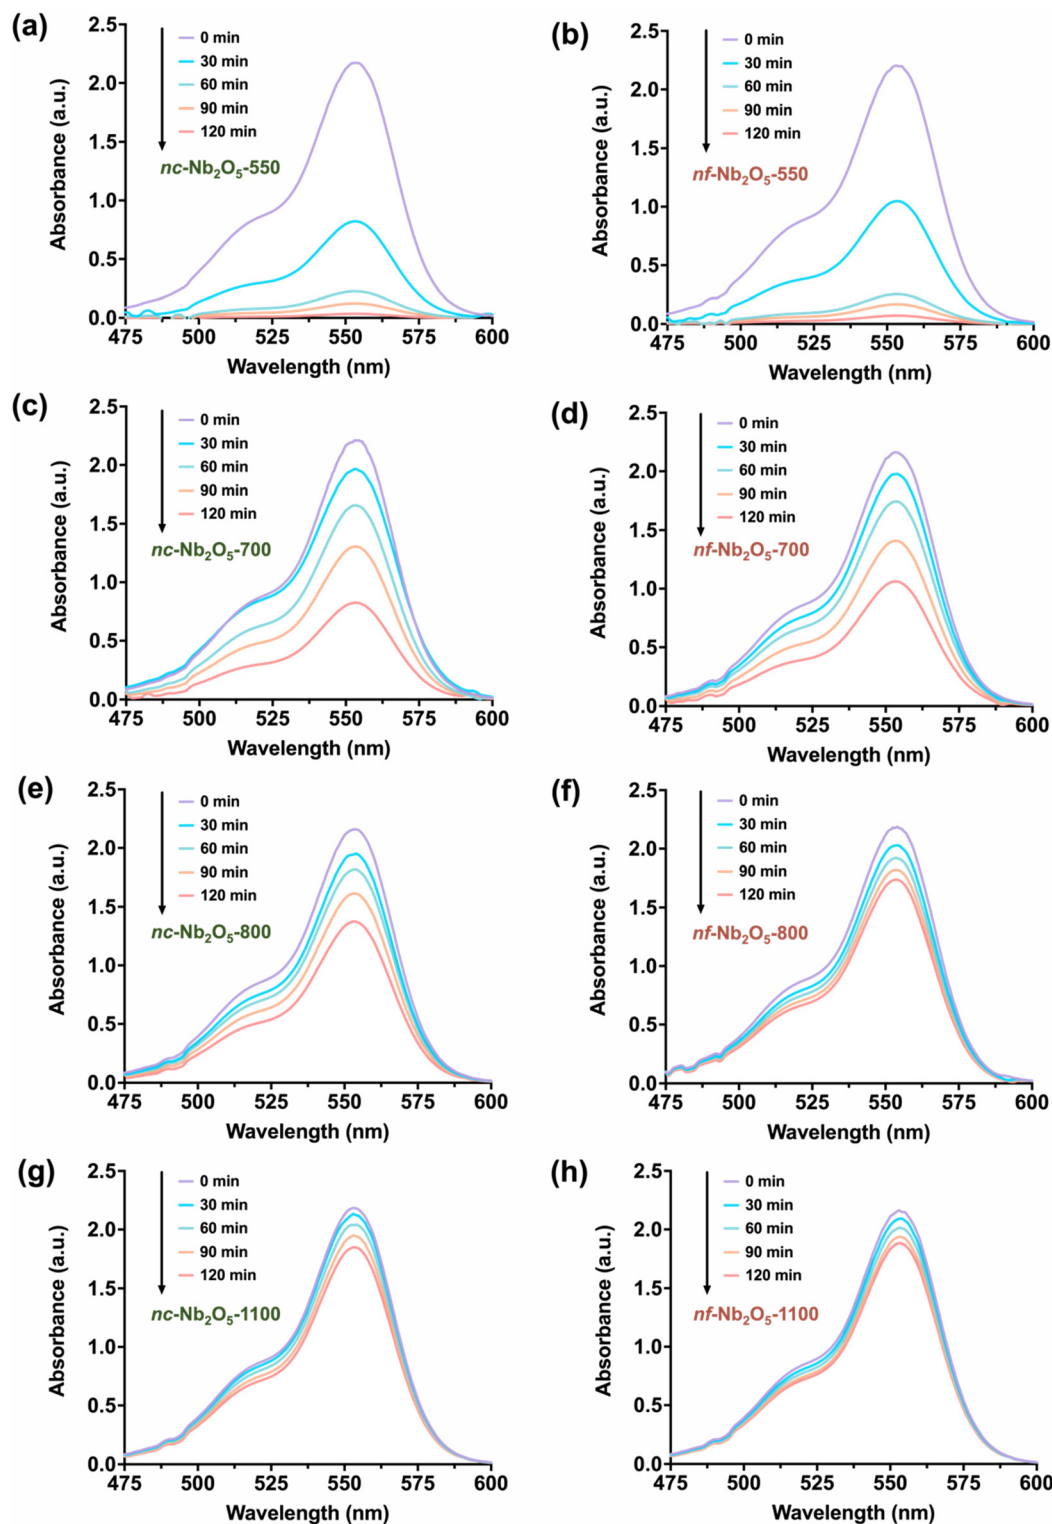 (a)
2.5
2.0
1.5
1.0
0.5
0.0
Absorbance (a.u.)
0 min
30 min
60 min
90 min
120 min
nc-Nb₂O₅-550
475 500 525 550 575 600
Wavelength (nm)
(b)
2.5
2.0
1.5
1.0
0.5
0.0
Absorbance (a.u.)
0 min
30 min
60 min
90 min
120 min
nf-Nb₂O₅-550
475 500 525 550 575 600
Wavelength (nm)
(c)
2.5
2.0
1.5
1.0
0.5
0.0
Absorbance (a.u.)
0 min
30 min
60 min
90 min
120 min
nc-Nb₂O₅-700
475 500 525 550 575 600
Wavelength (nm)
(d)
2.5
2.0
1.5
1.0
0.5
0.0
Absorbance (a.u.)
0 min
30 min
60 min
90 min
120 min
nf-Nb₂O₅-700
475 500 525 550 575 600
Wavelength (nm)
(e)
2.5
2.0
1.5
1.0
0.5
0.0
Absorbance (a.u.)
0 min
30 min
60 min
90 min
120 min
nc-Nb₂O₅-800
475 500 525 550 575 600
Wavelength (nm)
(f)
2.5
2.0
1.5
1.0
0.5
0.0
Absorbance (a.u.)
0 min
30 min
60 min
90 min
120 min
nf-Nb₂O₅-800
475 500 525 550 575 600
Wavelength (nm)
(g)
2.5
2.0
1.5
1.0
0.5
0.0
Absorbance (a.u.)
0 min
30 min
60 min
90 min
120 min
nc-Nb₂O₅-1100
475 500 525 550 575 600
Wavelength (nm)
(h)
2.5
2.0
1.5
1.0
0.5
0.0
Absorbance (a.u.)
0 min
30 min
60 min
90 min
120 min
nf-Nb₂O₅-1100
475 500 525 550 575 600
Wavelength (nm)